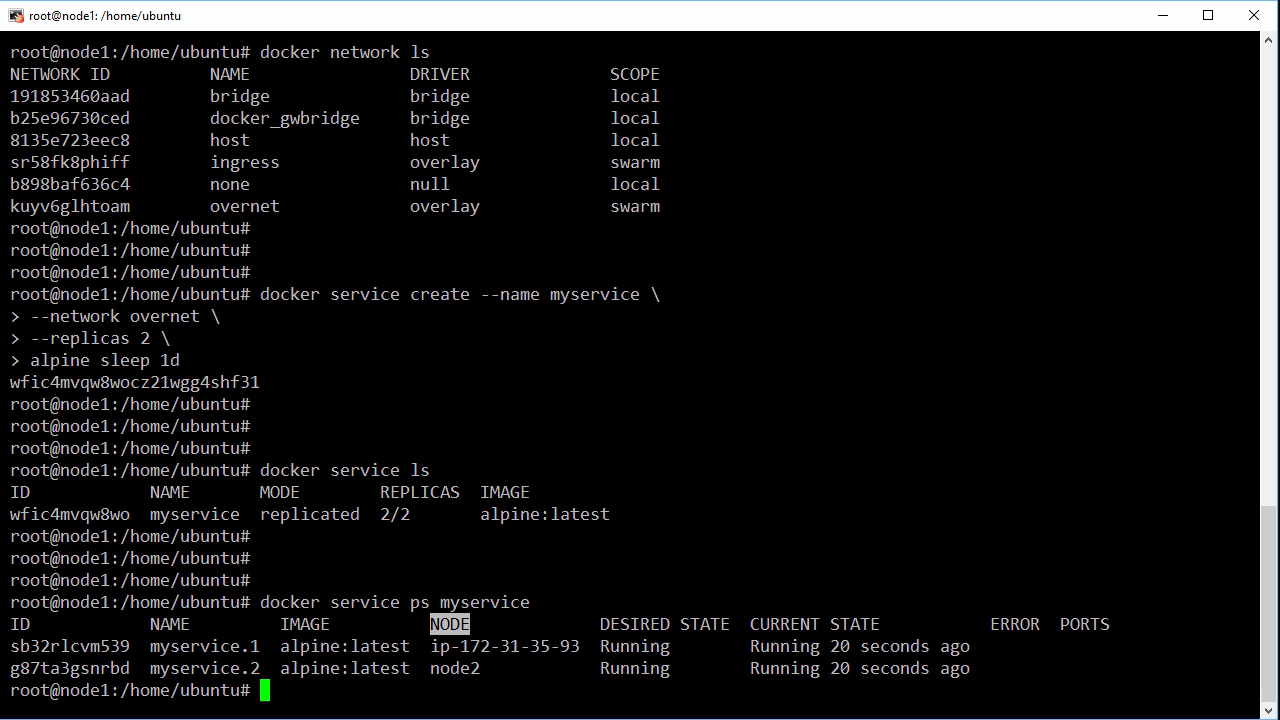 root@node1: /home/ubuntu
root@node1:/home/ubuntu# docker network ls
NETWORK ID NAME DRIVER SCOPE
191853460aad bridge bridge local
b25e96730ced docker_gwbridge bridge local
8135e723eec8 host host local
sr58fk8phiff ingress overlay swarm
b898baf636c4 none null local
kuyv6glhtoam overnet overlay swarm
root@node1:/home/ubuntu#
root@node1:/home/ubuntu#
root@node1:/home/ubuntu#
root@node1:/home/ubuntu# docker service create --name myservice \
> --network overnet \
> --replicas 2 \
> alpine sleep 1d
wfic4mvqw8wocz21wgg4shf31
root@node1:/home/ubuntu#
root@node1:/home/ubuntu#
root@node1:/home/ubuntu#
root@node1:/home/ubuntu# docker service ls
ID NAME MODE REPLICAS IMAGE
wfic4mvqw8wo myservice replicated 2/2 alpine:latest
root@node1:/home/ubuntu#
root@node1:/home/ubuntu#
root@node1:/home/ubuntu#
root@node1:/home/ubuntu# docker service ps myservice
ID NAME IMAGE NODE DESIRED STATE CURRENT STATE ERROR PORTS
sb32rlcvm539 myservice.1 alpine:latest ip-172-31-35-93 Running Running 20 seconds ago
g87ta3gsnrbd myservice.2 alpine:latest node2 Running Running 20 seconds ago
root@node1:/home/ubuntu#